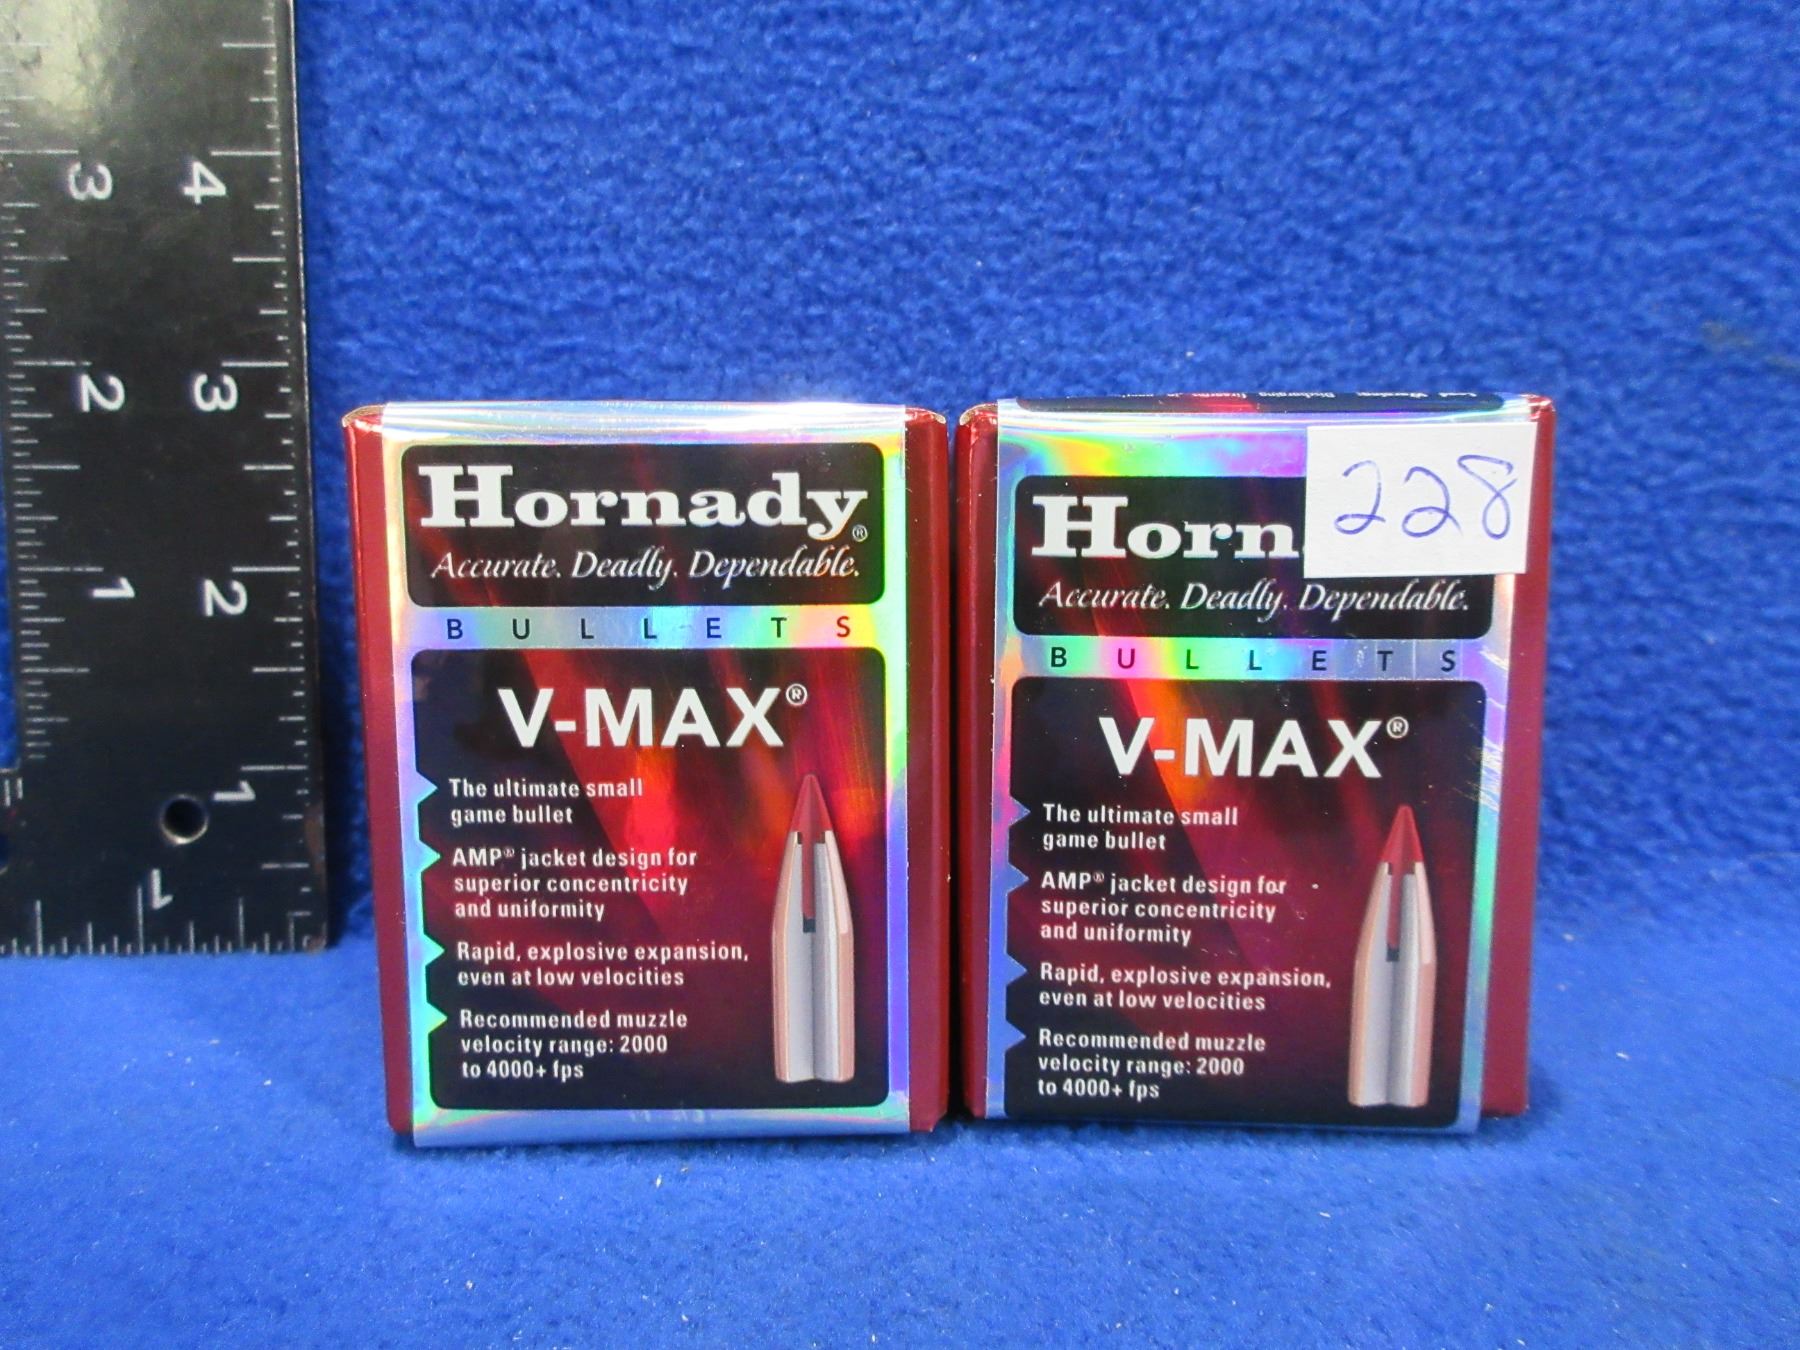 3 4
2 3
1 2
1
1
Hornady®
Accurate. Deadly. Dependable.
BULLETS
V-MAX®
The ultimate small
game bullet
AMP® jacket design for
superior concentricity
and uniformity
Rapid, explosive expansion,
even at low velocities
Recommended muzzle
velocity range: 2000
to 4000+ fps
228
Horn
Accurate. Deadly. Dependable.
BULLETS
V-MAX®
The ultimate small
game bullet
AMP® jacket design for
superior concentricity
and uniformity
Rapid, explosive expansion,
even at low velocities
Recommended muzzle
velocity range: 2000
to 4000+ fps